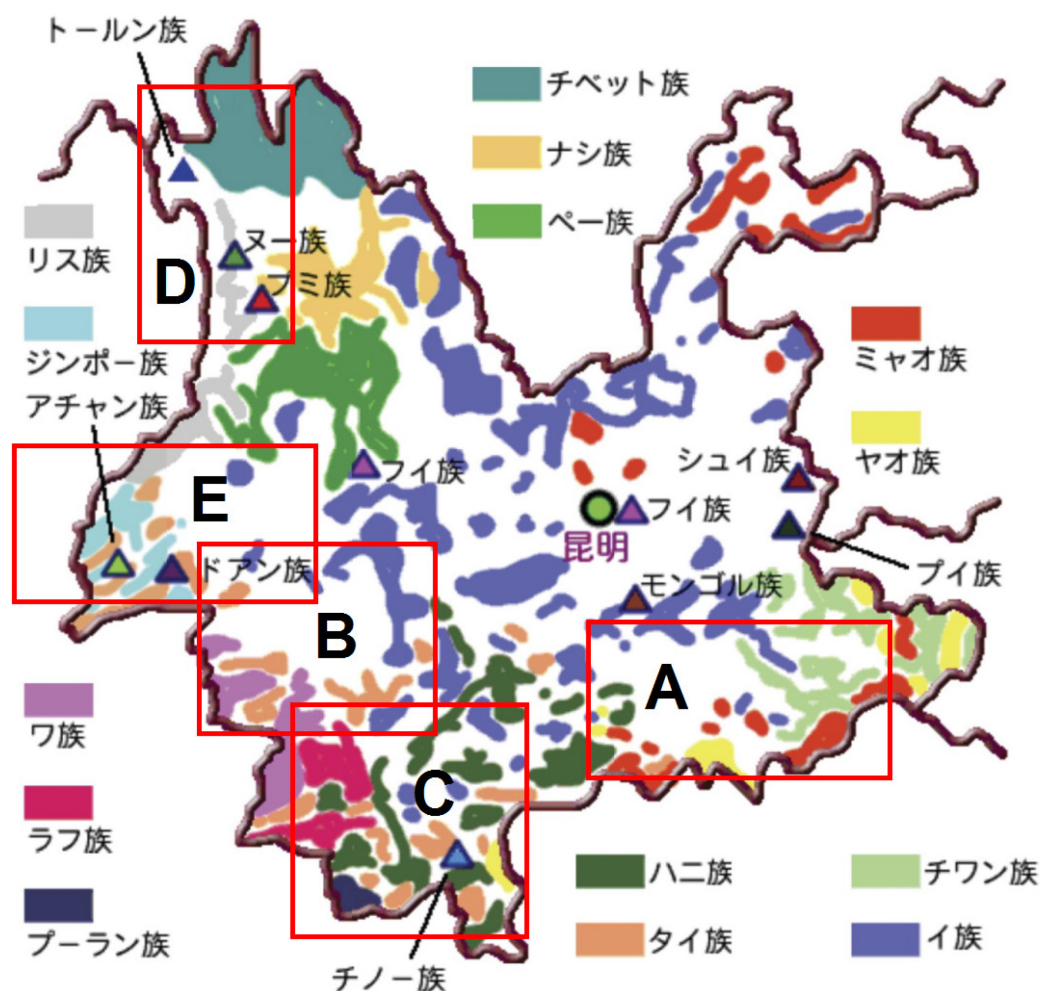 トールン族
チベット族
ナシ族
ペー族
リス族
ヌー族
プミ族
D
ジンポー族
アチャン族
ミャオ族
ヤオ族
シュイ族
フイ族
E
フイ族
昆明
ドアン族
プイ族
モンゴル族
B
A
ワ族
C
ラフ族
ハニ族
チワン族
プーラン族
タイ族
イ族
チノー族